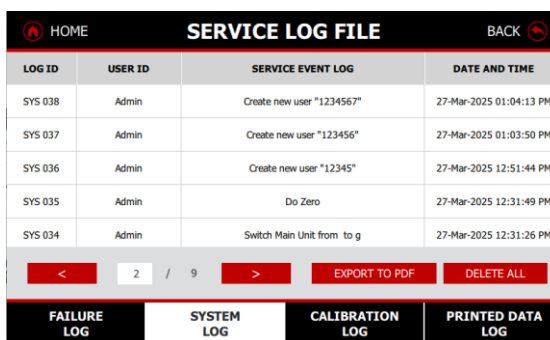 HOME SERVICE LOG FILE BACK
LOG ID USER ID SERVICE EVENT LOG DATE AND TIME
SYS 038 Admin Create new user "1234567" 27-Mar-2025 01:04:13 PM
SYS 037 Admin Create new user "123456" 27-Mar-2025 01:03:50 PM
SYS 036 Admin Create new user "12345" 27-Mar-2025 12:51:44 PM
SYS 035 Admin Do Zero 27-Mar-2025 12:31:49 PM
SYS 034 Admin Switch Main Unit from to g 27-Mar-2025 12:31:26 PM
< 2 / 9 > EXPORT TO PDF DELETE ALL
FAILURE LOG SYSTEM LOG CALIBRATION LOG PRINTED DATA LOG